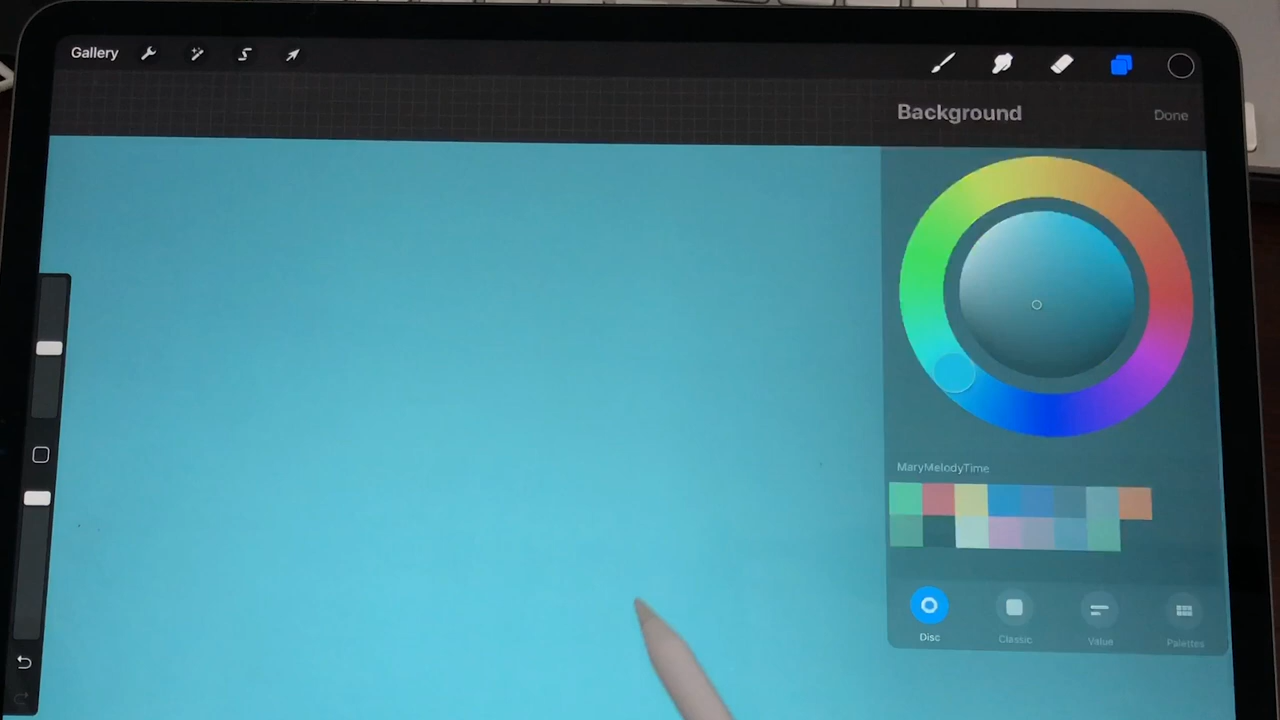 Gallery
Background
Done
MaryMelodyTime
Disc
Classic
Value
Palettes